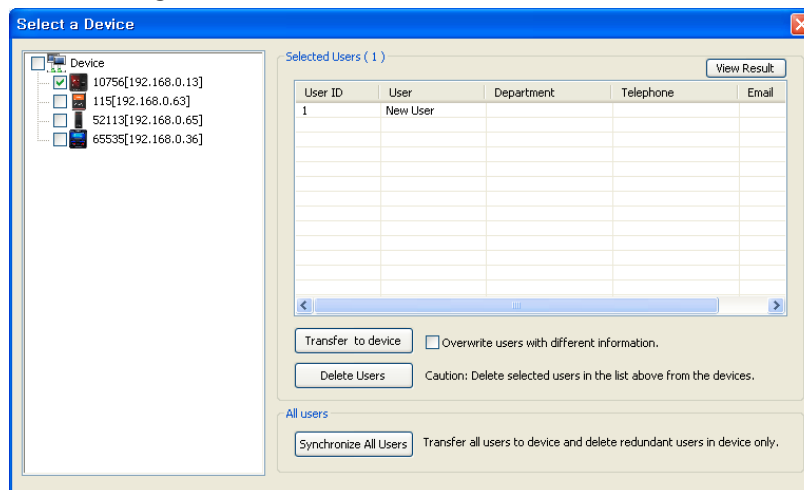 Select a Device
Device
10756[192.168.0.13]
115[192.168.0.63]
52113[192.168.0.65]
65535[192.168.0.36]
Selected Users ( 1 )
View Result
User ID User Department Telephone Email
1 New User
Transfer to device Overwrite users with different information.
Delete Users Caution: Delete selected users in the list above from the devices.
All users
Synchronize All Users Transfer all users to device and delete redundant users in device only.